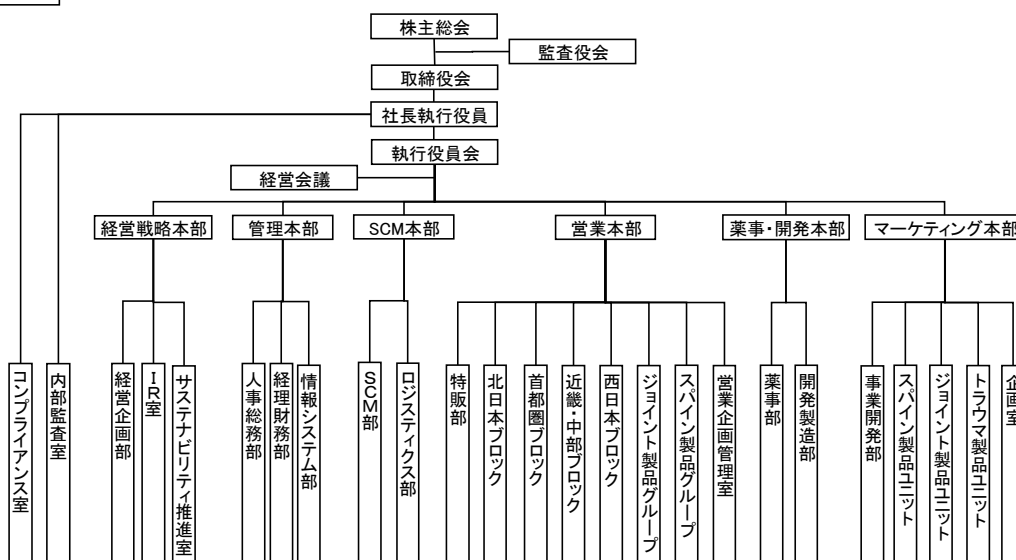 株主総会
監査役会
取締役会
社長執行役員
執行役員会
経営会議
経営戦略本部
管理本部
SCM本部
営業本部
薬事・開発本部
マーケティング本部
コンプライアンス室
内部監査室
経営企画部
IR室
サステナビリティ推進室
人事総務部
経理財務部
情報システム部
SCM部
ロジスティクス部
特販部
北日本ブロック
首都圏ブロック
近畿・中部ブロック
西日本ブロック
ジョイント製品グループ
スパイン製品グループ
営業企画管理室
薬事部
開発製造部
事業開発部
スパイン製品ユニット
ジョイント製品ユニット
トラウマ製品ユニット
企画室